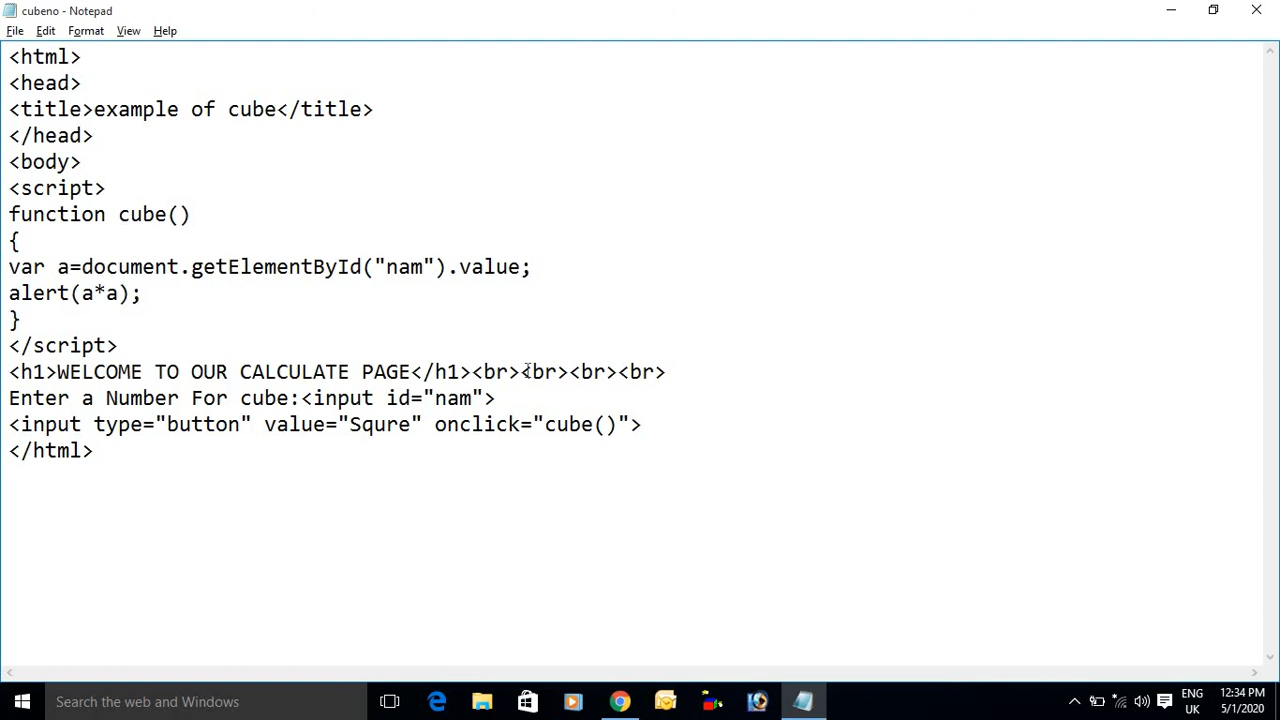 cubeno - Notepad
File Edit Format View Help
<html>
<head>
<title>example of cube</title>
</head>
<body>
<script>
function cube()
{
var a=document.getElementById("nam").value;
alert(a*a);
}
</script>
<h1>WELCOME TO OUR CALCULATE PAGE</h1><br><br><br><br>
Enter a Number For cube:<input id="nam">
<input type="button" value="Squre" onclick="cube()">
</html>
Search the web and Windows
ENG 12:34 PM
UK 5/1/2020